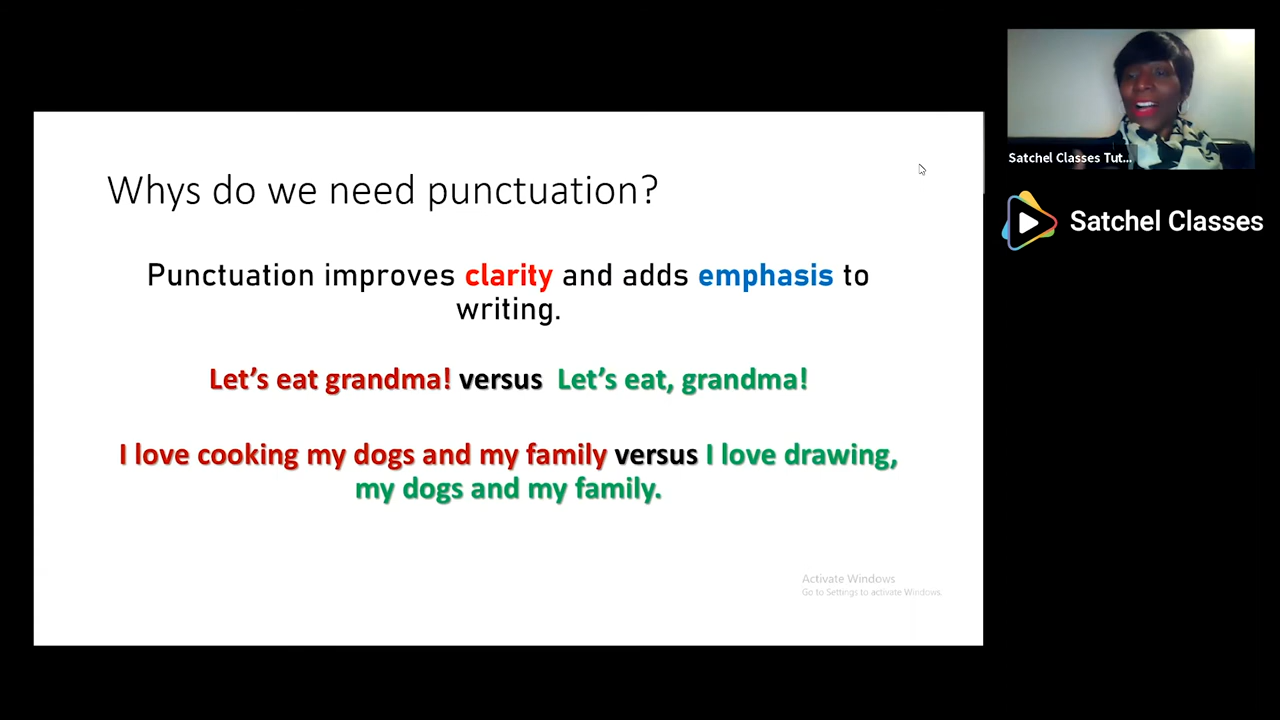 Whys do we need punctuation?
Punctuation improves clarity and adds emphasis to
writing.
Let's eat grandma! versus Let's eat, grandma!
I love cooking my dogs and my family versus I love drawing,
my dogs and my family.
Activate Windows
Go to Settings to activate Windows.
Satchel Classes Tut...
Satchel Classes